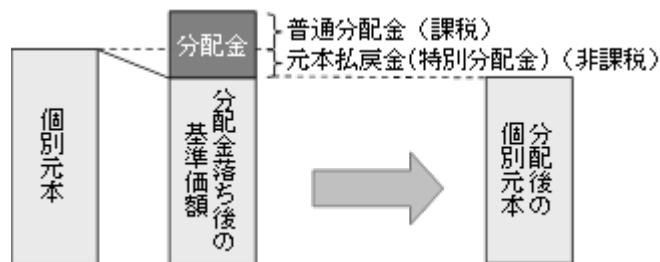 分配金
普通分配金（課税）
元本払戻金(特別分配金)（非課税）
個別元本
分配金落ち後の
基準価額
分配後の
個別元本